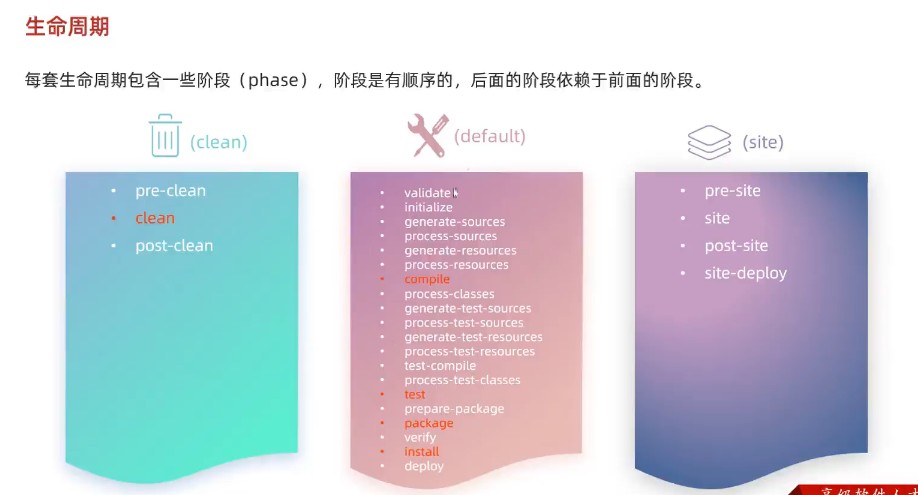 生命周期
每套生命周期包含一些阶段（phase），阶段是有顺序的，后面的阶段依赖于前面的阶段。
(clean)
• pre-clean
• clean
• post-clean
(default)
• validate
• initialize
• generate-sources
• process-sources
• generate-resources
• process-resources
• compile
• process-classes
• generate-test-sources
• process-test-sources
• generate-test-resources
• process-test-resources
• test-compile
• process-test-classes
• test
• prepare-package
• package
• verify
• install
• deploy
(site)
• pre-site
• site
• post-site
• site-deploy